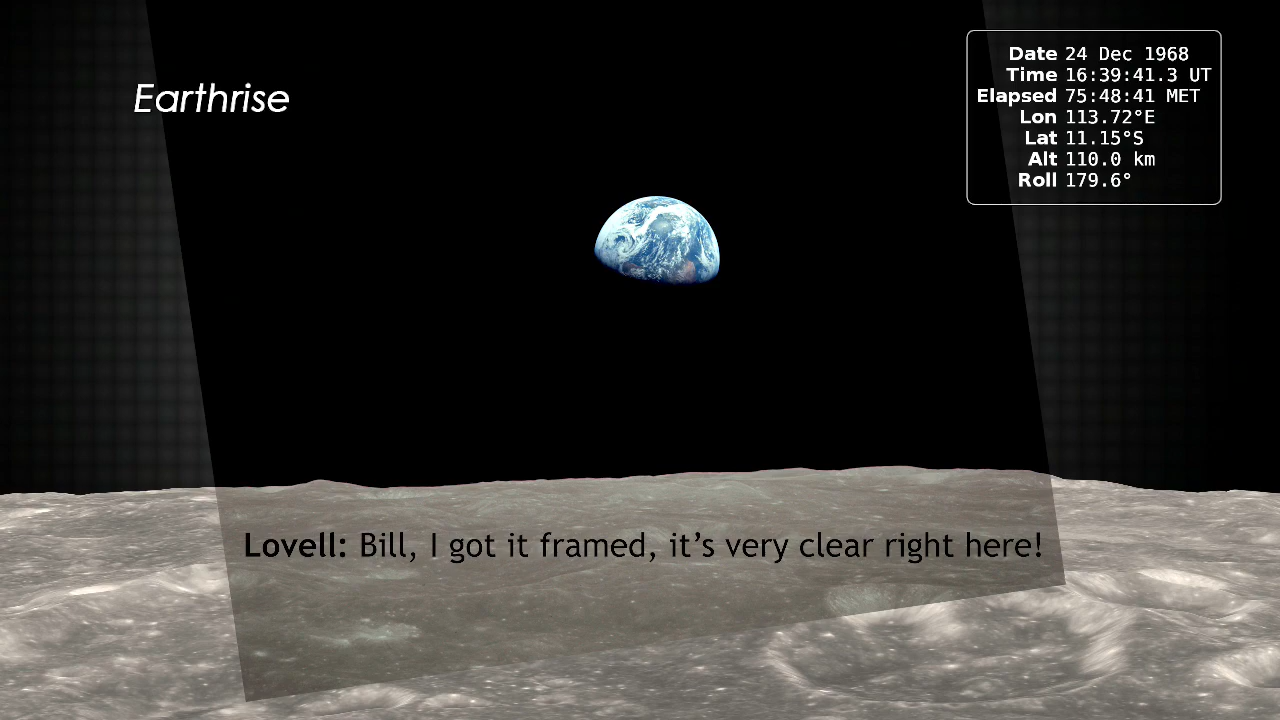 Earthrise
Date 24 Dec 1968
Time 16:39:41.3 UT
Elapsed 75:48:41 MET
Lon 113.72°E
Lat 11.15°S
Alt 110.0 km
Roll 179.6°
Lovell: Bill, I got it framed, it’s very clear right here!